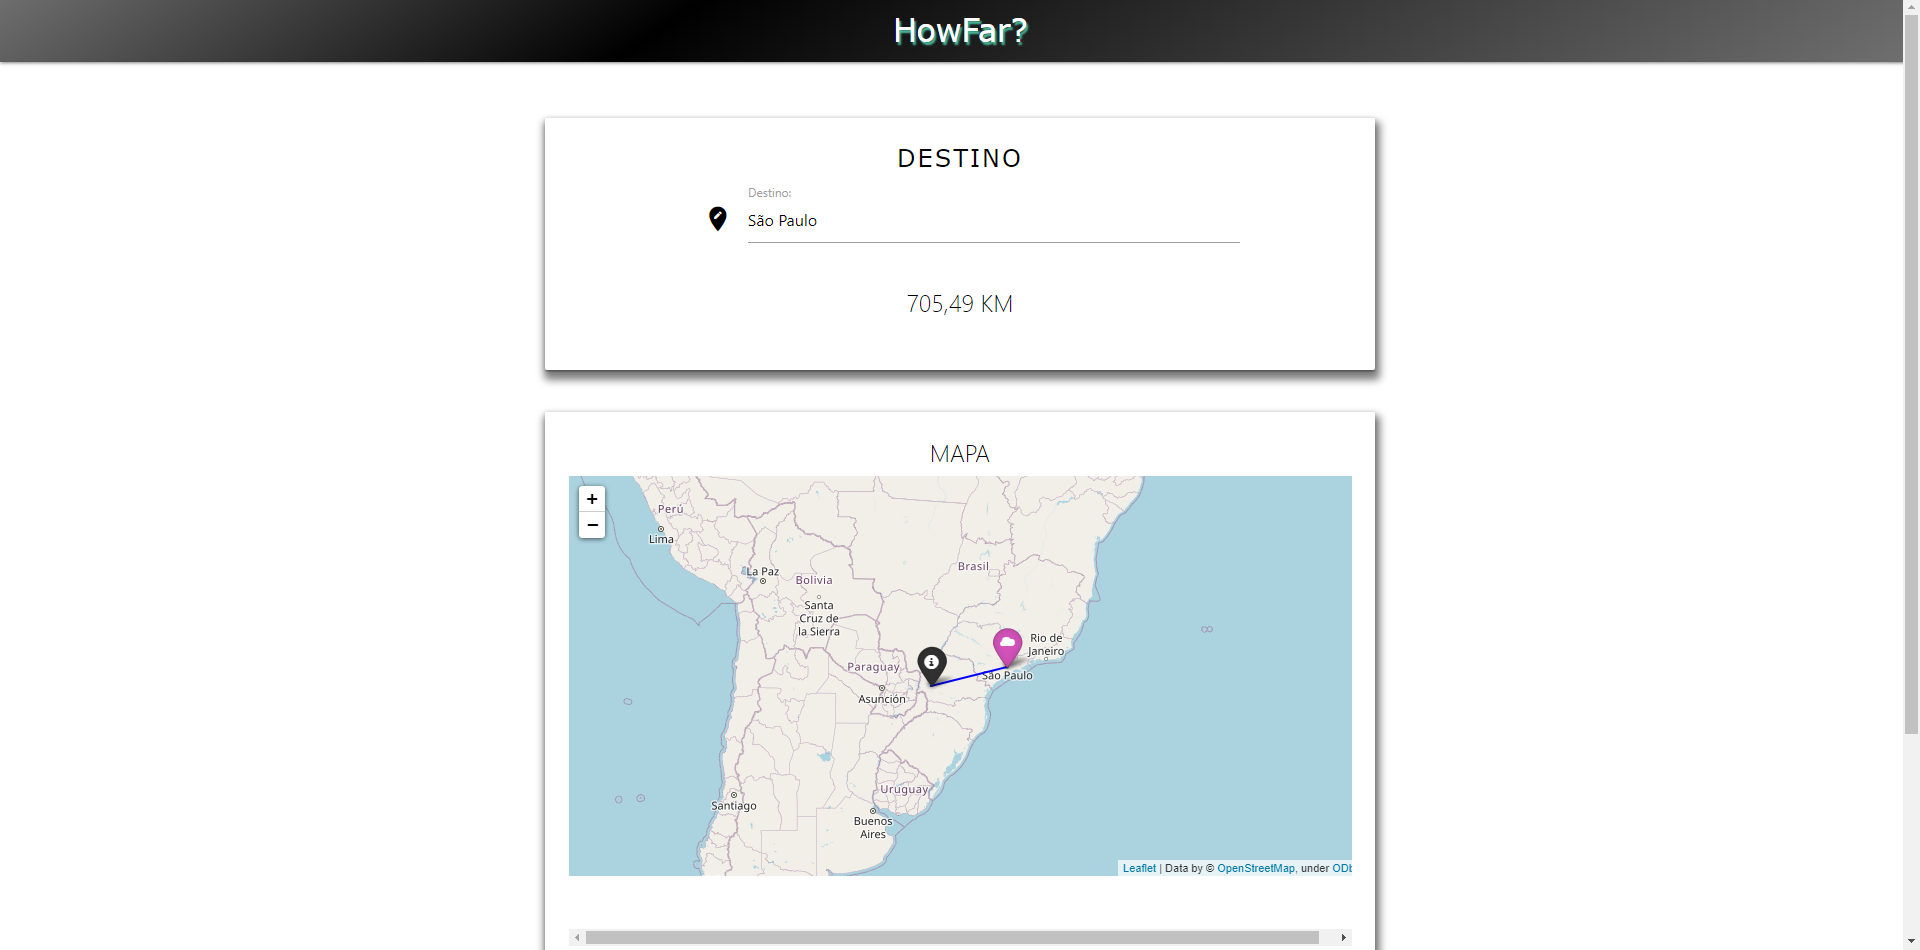 HowFar?
DESTINO
Destino:
São Paulo
705,49 KM
MAPA
+
−
Perú
Lima
La Paz
Bolivia
Santa
Cruz de
la Sierra
Brasil
Rio de
Janeiro
São Paulo
Paraguay
Asunción
Uruguay
Santiago
Buenos
Aires
Leaflet | Data by © OpenStreetMap, under ODb